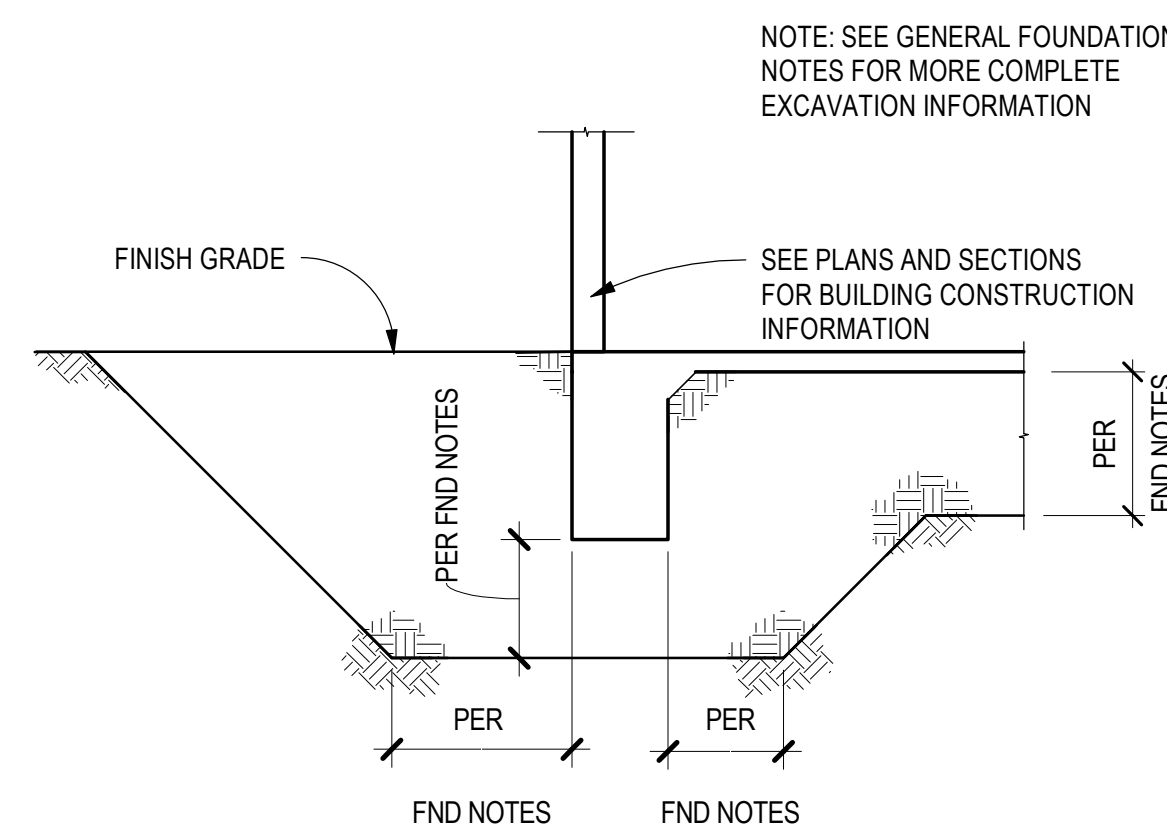 NOTE: SEE GENERAL FOUNDATION
NOTES FOR MORE COMPLETE
EXCAVATION INFORMATION
FINISH GRADE
SEE PLANS AND SECTIONS
FOR BUILDING CONSTRUCTION
INFORMATION
PER FND NOTES
PER
FND NOTES
PER
FND NOTES
PER
FND NOTES